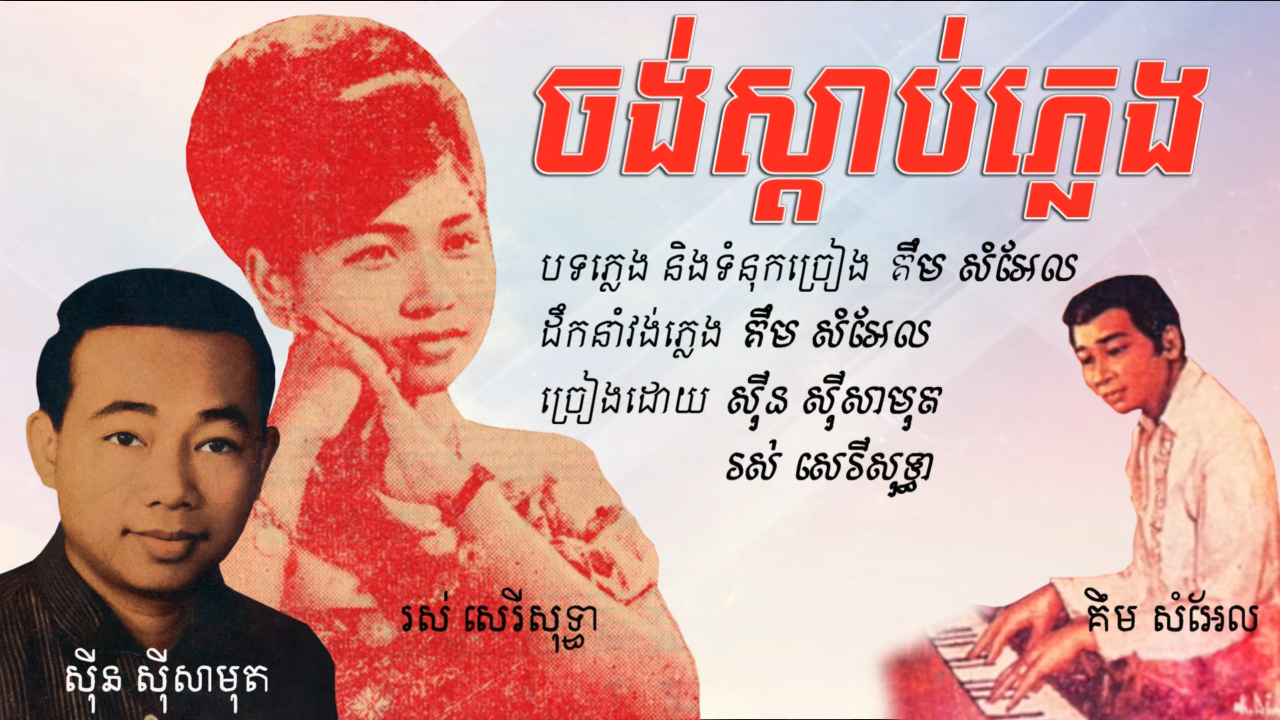 ចង់ស្ដាប់ភ្លេង
បទភ្លេង និងទំនុកច្រៀង គឹម សំអែល
ដឹកនាំវង់ភ្លេង គឹម សំអែល
ច្រៀងដោយ ស៊ីន ស៊ីសាមុត
រស់ សេរីសុទ្ធា
រស់ សេរីសុទ្ធា
គឹម សំអែល
ស៊ីន ស៊ីសាមុត